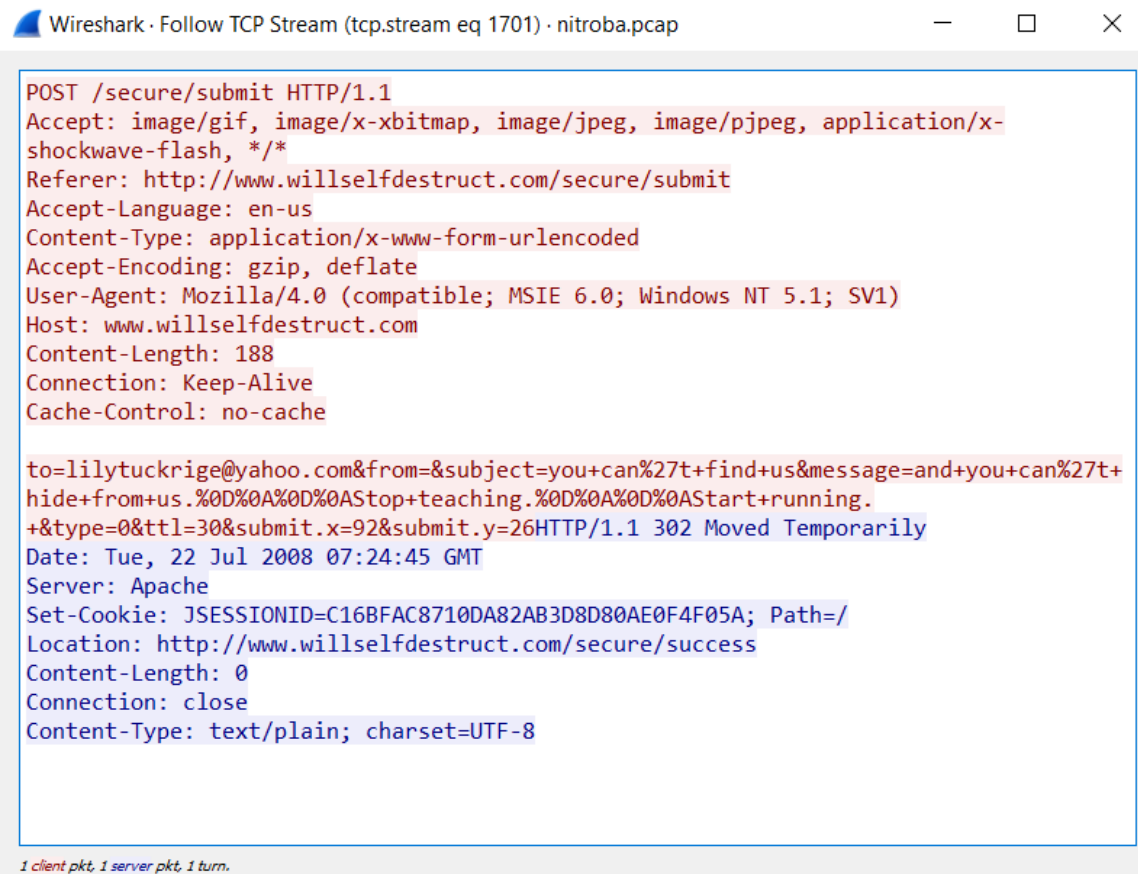 Wireshark · Follow TCP Stream (tcp.stream eq 1701) · nitroba.pcap
POST /secure/submit HTTP/1.1
Accept: image/gif, image/x-xbitmap, image/jpeg, image/pjpeg, application/x-
shockwave-flash, */*
Referer: http://www.willselfdestruct.com/secure/submit
Accept-Language: en-us
Content-Type: application/x-www-form-urlencoded
Accept-Encoding: gzip, deflate
User-Agent: Mozilla/4.0 (compatible; MSIE 6.0; Windows NT 5.1; SV1)
Host: www.willselfdestruct.com
Content-Length: 188
Connection: Keep-Alive
Cache-Control: no-cache
to=lilytuckrige@yahoo.com&from=&subject=you+can%27t+find+us&message=and+you+can%27t+
hide+from+us.%0D%0A%0D%0AStop+teaching.%0D%0A%0D%0AStart+running.
+&type=0&ttl=30&submit.x=92&submit.y=26HTTP/1.1 302 Moved Temporarily
Date: Tue, 22 Jul 2008 07:24:45 GMT
Server: Apache
Set-Cookie: JSESSIONID=C16BFAC8710DA82AB3D8D80AE0F4F05A; Path=/
Location: http://www.willselfdestruct.com/secure/success
Content-Length: 0
Connection: close
Content-Type: text/plain; charset=UTF-8
1 client pkt, 1 server pkt, 1 turn.